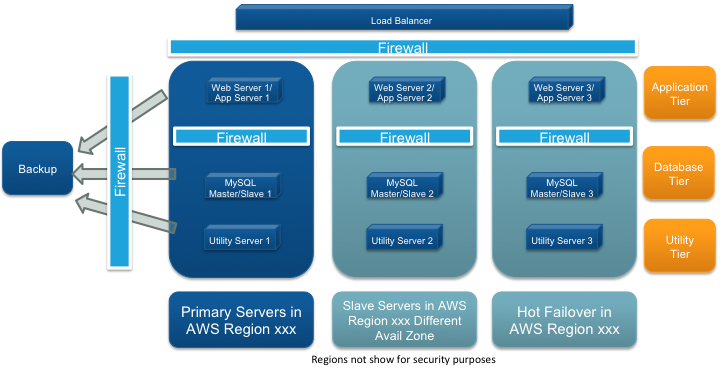 Load Balancer
Firewall
Web Server 1/
App Server 1
Web Server 2/
App Server 2
Web Server 3/
App Server 3
Application
Tier
Firewall
Firewall
Firewall
Firewall
Backup
MySQL
Master/Slave 1
MySQL
Master/Slave 2
MySQL
Master/Slave 3
Database
Tier
Utility Server 1
Utility Server 2
Utility Server 3
Utility
Tier
Primary Servers in
AWS Region xxx
Slave Servers in AWS
Region xxx Different
Avail Zone
Hot Failover in
AWS Region xxx
Regions not show for security purposes